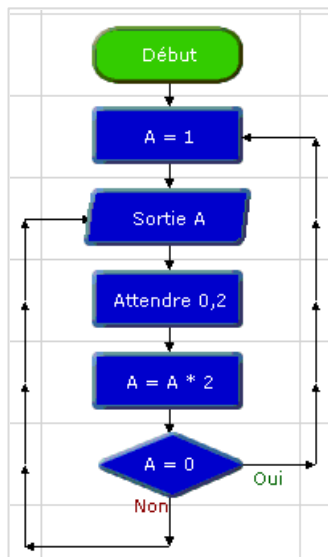 Début
A = 1
Sortie A
Attendre 0,2
A = A * 2
A = 0
Oui
Non